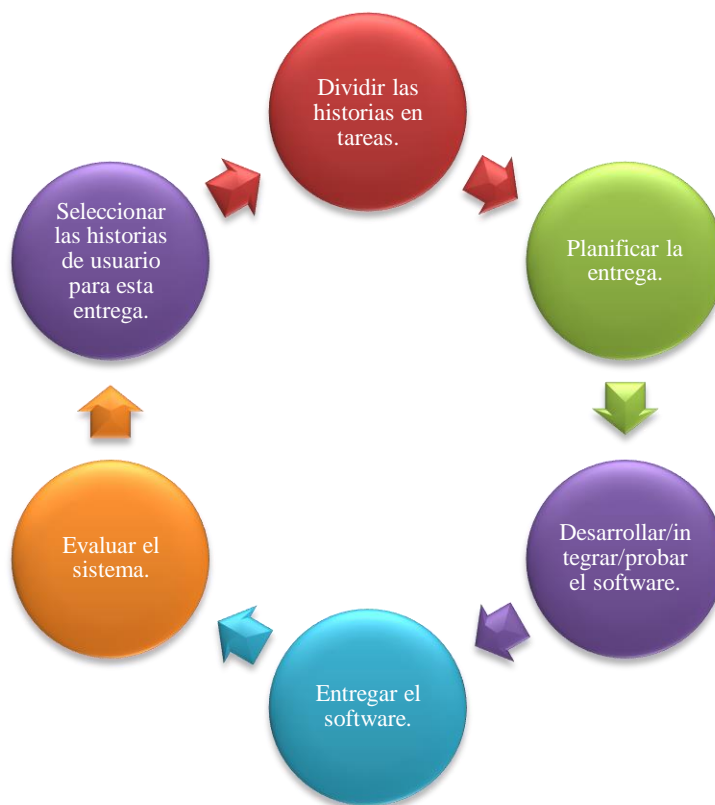 Dividir las
historias en
tareas.
Planificar la
entrega.
Desarrollar/in
tegrar/probar
el software.
Entregar el
software.
Evaluar el
sistema.
Seleccionar
las historias
de usuario
para esta
entrega.